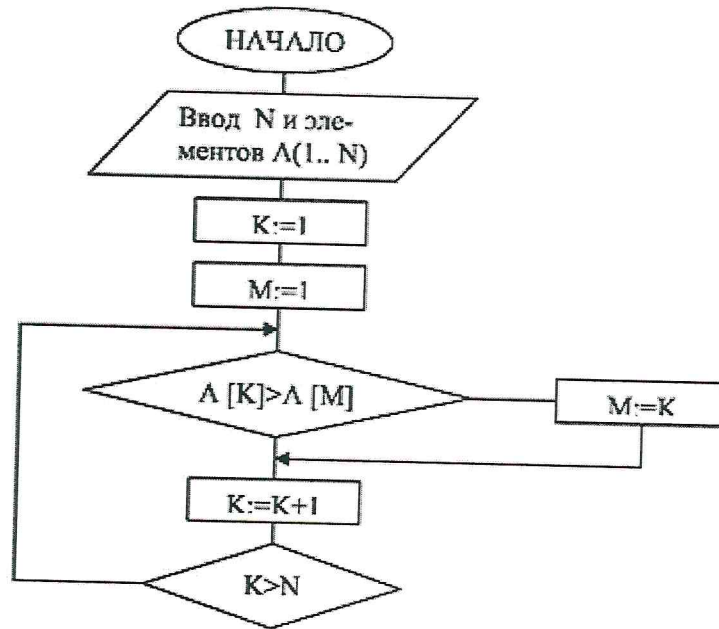 НАЧАЛО
Ввод N и эле-
ментов А(1.. N)
K:=1
M:=1
А [K]>А [M]
M:=K
K:=K+1
K>N